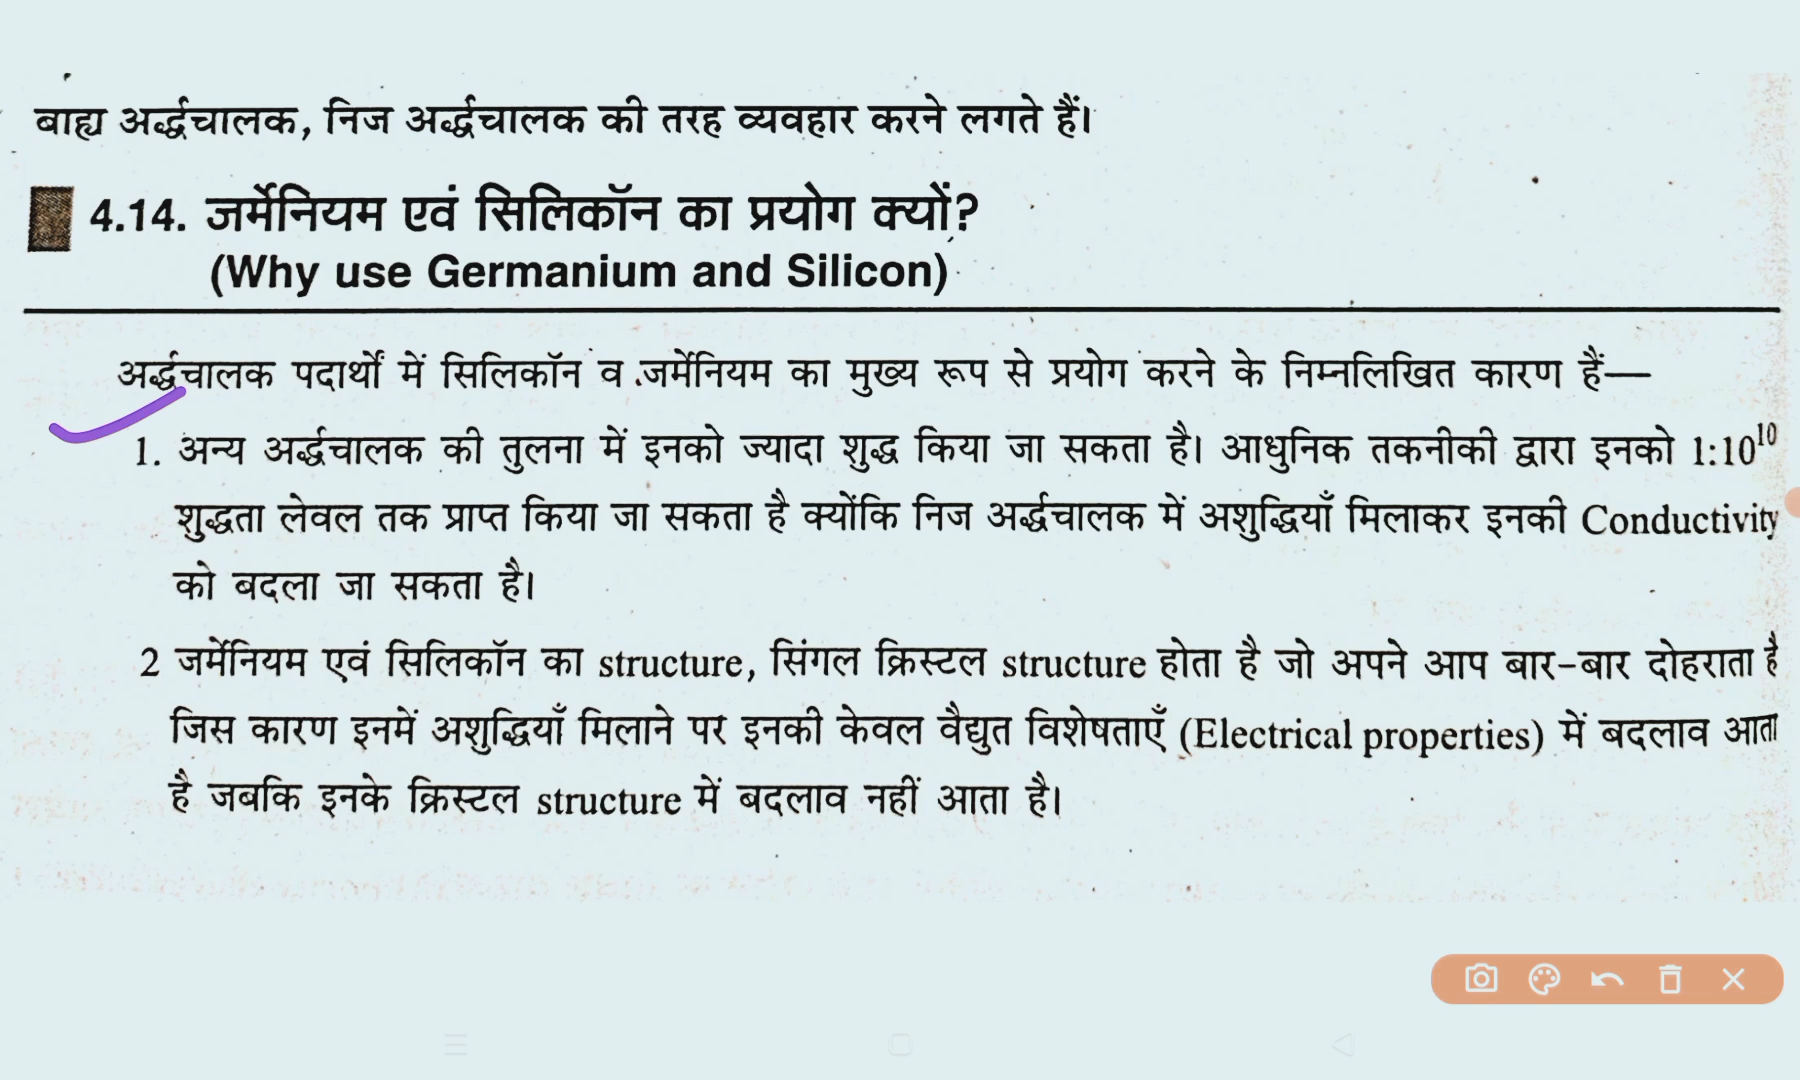 बाह्य अर्द्धचालक, निज अर्द्धचालक की तरह व्यवहार करने लगते हैं।
4.14. जर्मेनियम एवं सिलिकॉन का प्रयोग क्यों?
(Why use Germanium and Silicon)
अर्द्धचालक पदार्थों में सिलिकॉन व जर्मेनियम का मुख्य रूप से प्रयोग करने के निम्नलिखित कारण हैं—
1. अन्य अर्द्धचालक की तुलना में इनको ज्यादा शुद्ध किया जा सकता है। आधुनिक तकनीकी द्वारा इनको 1:10¹⁰
शुद्धता लेवल तक प्राप्त किया जा सकता है क्योंकि निज अर्द्धचालक में अशुद्धियाँ मिलाकर इनकी Conductivity
को बदला जा सकता है।
2 जर्मेनियम एवं सिलिकॉन का structure, सिंगल क्रिस्टल structure होता है जो अपने आप बार-बार दोहराता है
जिस कारण इनमें अशुद्धियाँ मिलाने पर इनकी केवल वैद्युत विशेषताएँ (Electrical properties) में बदलाव आता
है जबकि इनके क्रिस्टल structure में बदलाव नहीं आता है।